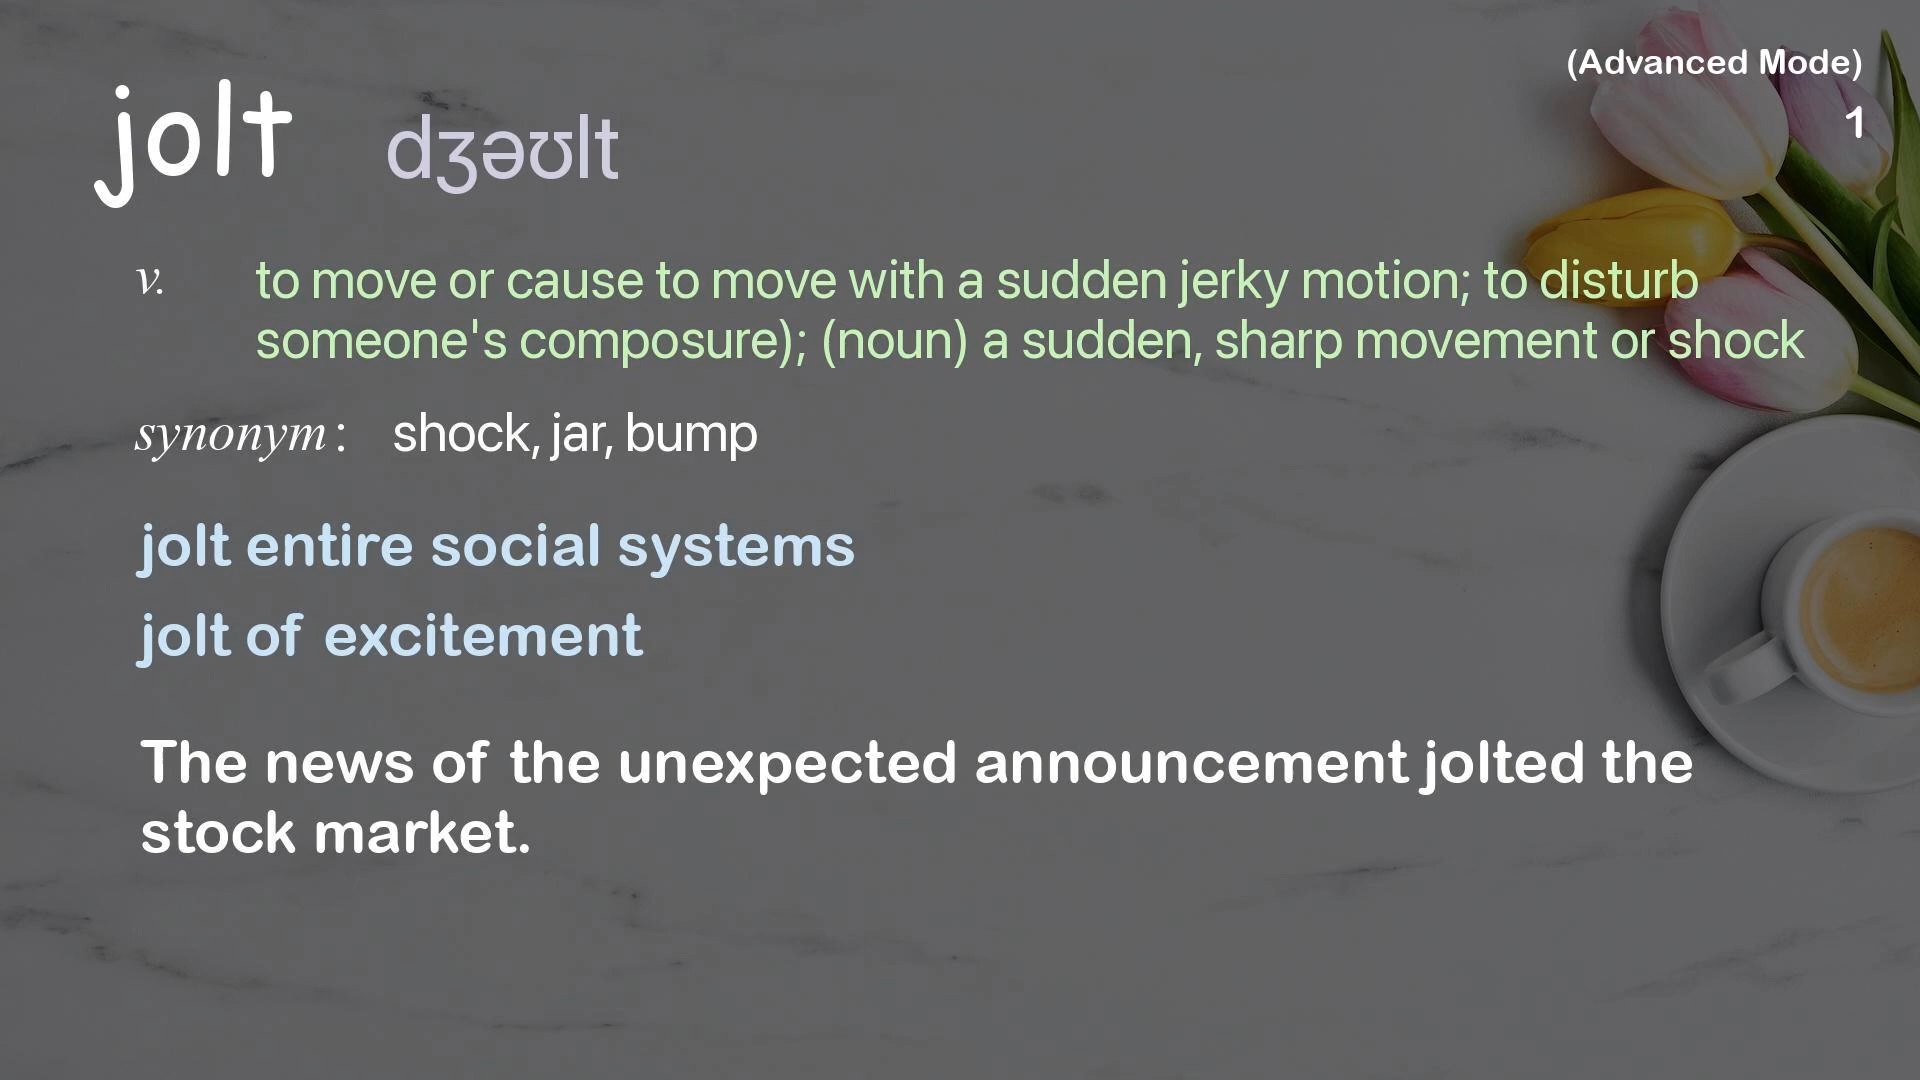 (Advanced Mode)
1
jolt dʒəʊlt
v. to move or cause to move with a sudden jerky motion; to disturb
someone's composure); (noun) a sudden, sharp movement or shock
synonym: shock, jar, bump
jolt entire social systems
jolt of excitement
The news of the unexpected announcement jolted the
stock market.